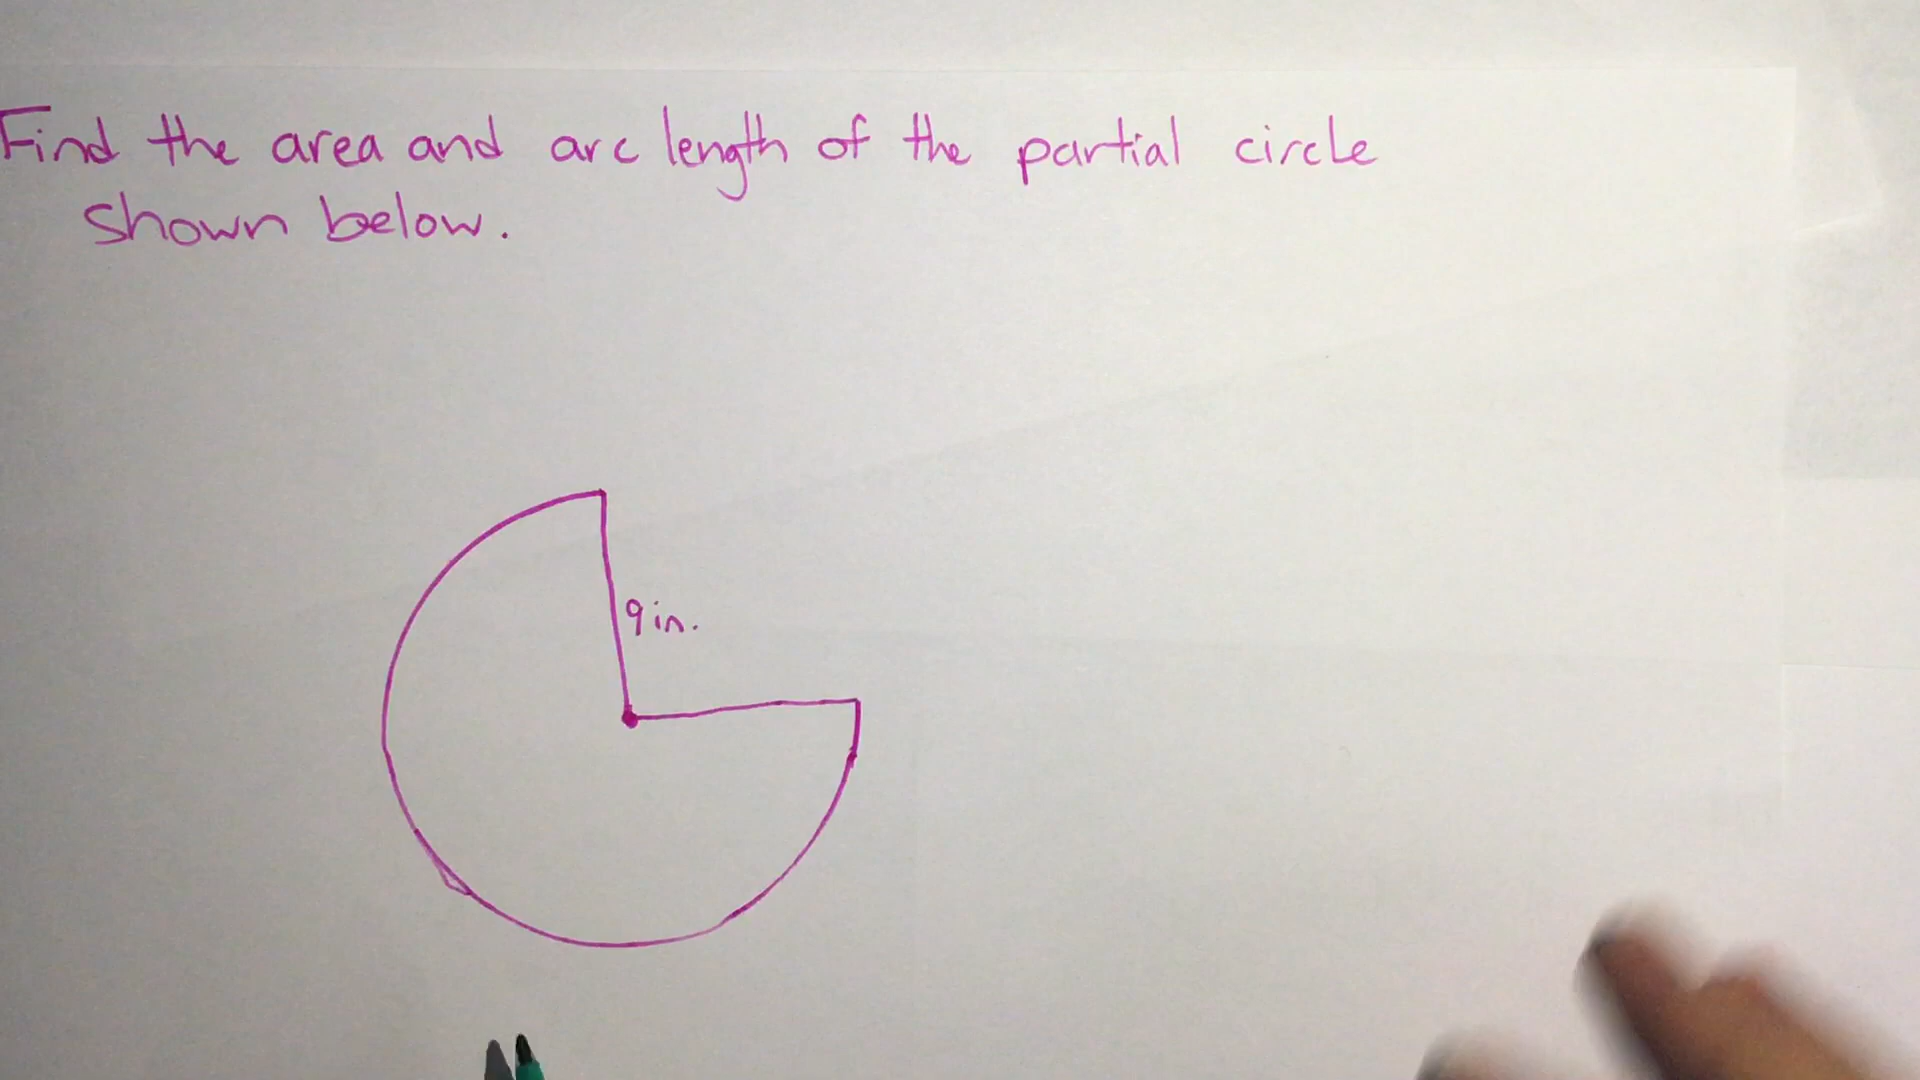 Find the area and arc length of the partial circle
shown below.
9 in.